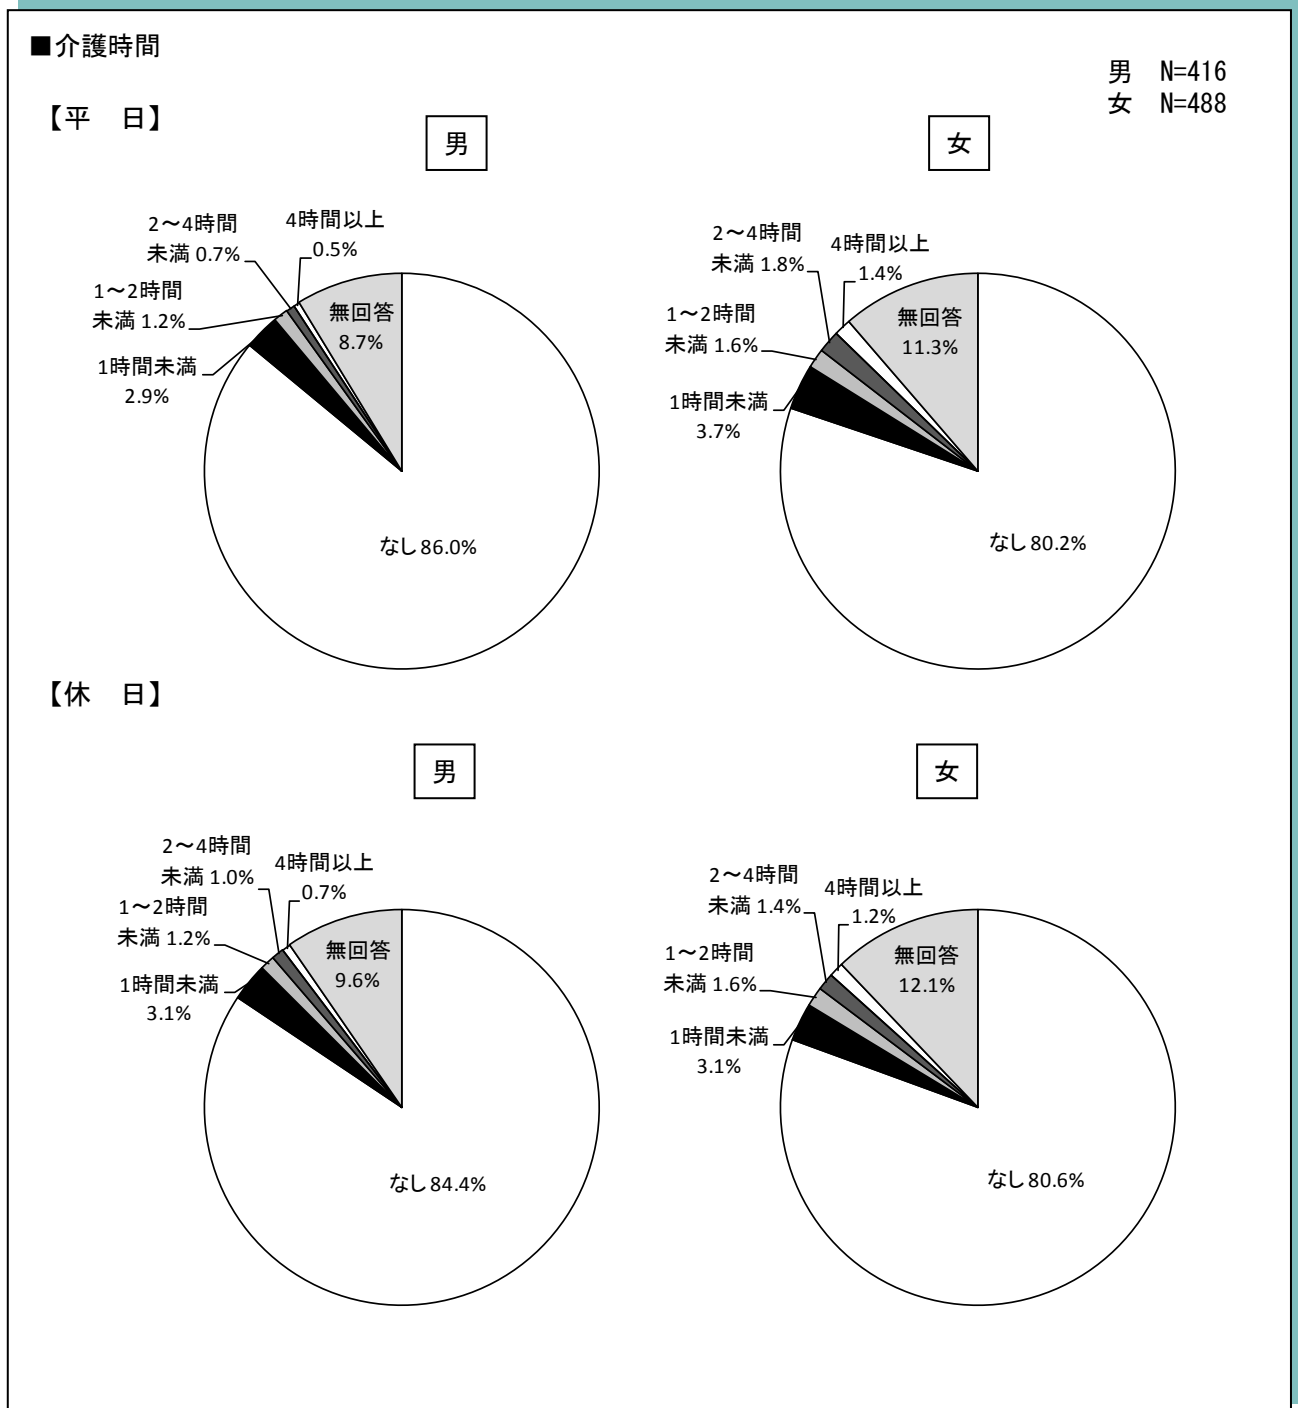 ■介護時間
男　N=416
女　N=488
【平　日】
男
女
2～4時間
未満 0.7%
4時間以上
0.5%
1～2時間
未満 1.2%
1時間未満
2.9%
無回答
8.7%
なし 86.0%
2～4時間
未満 1.8%
4時間以上
1.4%
1～2時間
未満 1.6%
1時間未満
3.7%
無回答
11.3%
なし 80.2%
【休　日】
男
女
2～4時間
未満 1.0%
4時間以上
0.7%
1～2時間
未満 1.2%
1時間未満
3.1%
無回答
9.6%
なし 84.4%
2～4時間
未満 1.4%
4時間以上
1.2%
1～2時間
未満 1.6%
1時間未満
3.1%
無回答
12.1%
なし 80.6%